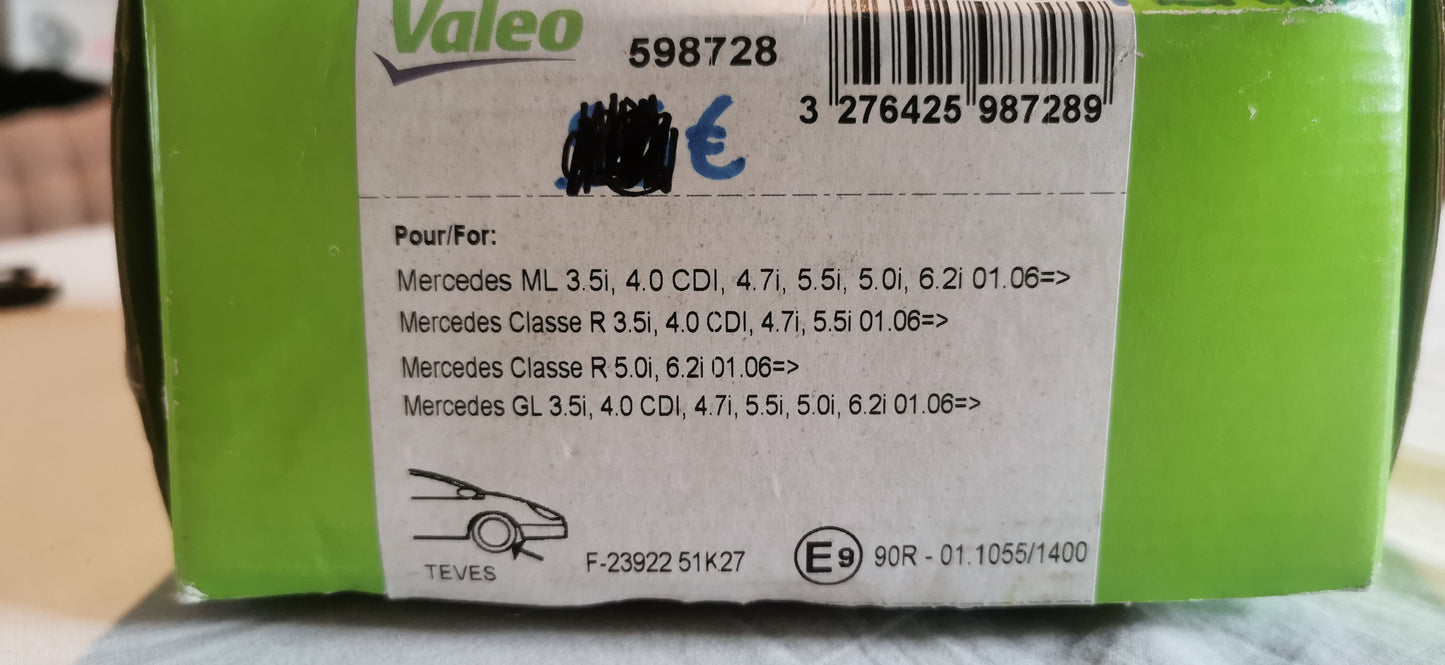 Valeo
598728
3 276425 987289
€
Pour/For:
Mercedes ML 3.5i, 4.0 CDI, 4.7i, 5.5i, 5.0i, 6.2i 01.06=>
Mercedes Classe R 3.5i, 4.0 CDI, 4.7i, 5.5i 01.06=>
Mercedes Classe R 5.0i, 6.2i 01.06=>
Mercedes GL 3.5i, 4.0 CDI, 4.7i, 5.5i, 5.0i, 6.2i 01.06=>
TEVES
F-23922 51K27
E9 90R - 01.1055/1400